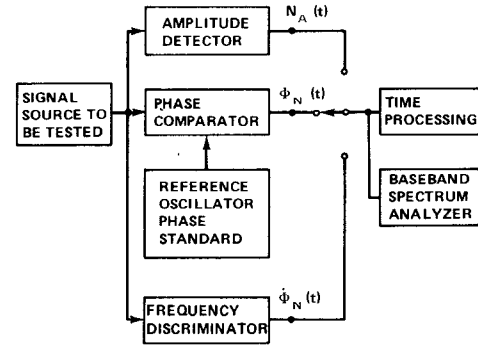 AMPLITUDE
DETECTOR
N_A (t)
SIGNAL
SOURCE TO
BE TESTED
PHASE
COMPARATOR
Φ_N (t)
TIME
PROCESSING
REFERENCE
OSCILLATOR
PHASE
STANDARD
BASEBAND
SPECTRUM
ANALYZER
FREQUENCY
DISCRIMINATOR
Φ̇_N (t)